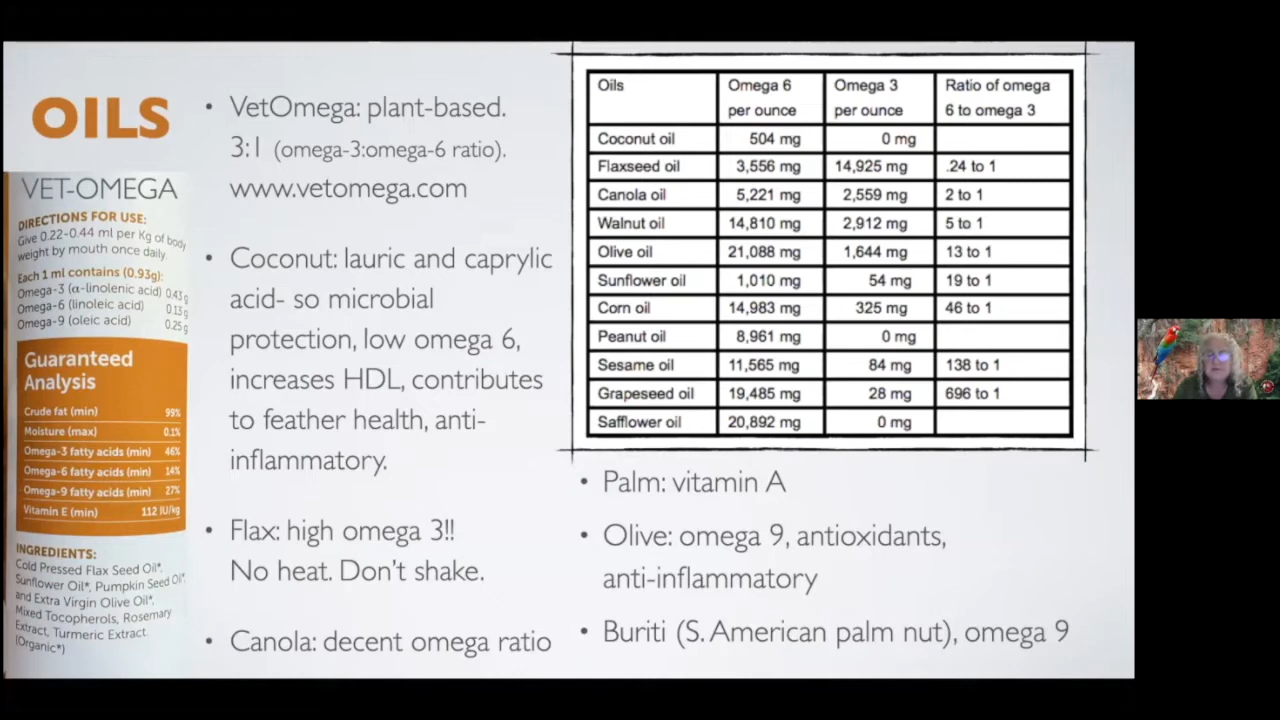 OILS
VET-OMEGA
DIRECTIONS FOR USE:
Give 0.22-0.44 ml per Kg of body
weight by mouth once daily.
Each 1 ml contains (0.93g):
Omega-3 (α-linolenic acid) 0.43 g
Omega-6 (linoleic acid) 0.13 g
Omega-9 (oleic acid) 0.25 g
Guaranteed
Analysis
Crude fat (min) 99%
Moisture (max) 0.1%
Omega-3 fatty acids (min) 46%
Omega-6 fatty acids (min) 14%
Omega-9 fatty acids (min) 27%
Vitamin E (min) 112 IU/kg
INGREDIENTS:
Cold Pressed Flax Seed Oil*,
Sunflower Oil*, Pumpkin Seed Oil*,
and Extra Virgin Olive Oil*,
Mixed Tocopherols, Rosemary
Extract, Turmeric Extract.
(Organic*)
• VetOmega: plant-based.
3:1 (omega-3:omega-6 ratio).
www.vetomega.com
• Coconut: lauric and caprylic
acid- so microbial
protection, low omega 6,
increases HDL, contributes
to feather health, anti-
inflammatory.
• Flax: high omega 3!!
No heat. Don't shake.
• Canola: decent omega ratio
Oils Omega 6 per ounce Omega 3 per ounce Ratio of omega 6 to omega 3
Coconut oil 504 mg 0 mg
Flaxseed oil 3,556 mg 14,925 mg .24 to 1
Canola oil 5,221 mg 2,559 mg 2 to 1
Walnut oil 14,810 mg 2,912 mg 5 to 1
Olive oil 21,088 mg 1,644 mg 13 to 1
Sunflower oil 1,010 mg 54 mg 19 to 1
Corn oil 14,983 mg 325 mg 46 to 1
Peanut oil 8,961 mg 0 mg
Sesame oil 11,565 mg 84 mg 138 to 1
Grapeseed oil 19,485 mg 28 mg 696 to 1
Safflower oil 20,892 mg 0 mg
• Palm: vitamin A
• Olive: omega 9, antioxidants,
anti-inflammatory
• Buriti (S. American palm nut), omega 9